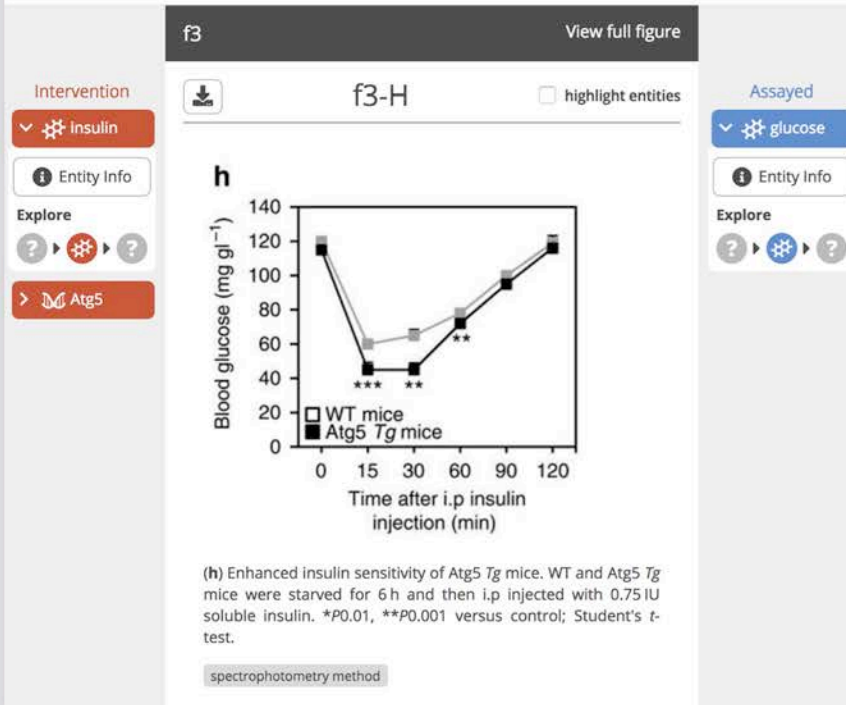 f3
View full figure
Intervention
insulin
Entity Info
Explore
? ?
Atg5
f3-H
highlight entities
h
Blood glucose (mg gl⁻¹)
140
120
100
80
60
40
20
0
***
**
**
WT mice
Atg5 Tg mice
0 15 30 60 90 120
Time after i.p insulin
injection (min)
(h) Enhanced insulin sensitivity of Atg5 Tg mice. WT and Atg5 Tg
mice were starved for 6 h and then i.p injected with 0.75 IU
soluble insulin. *P0.01, **P0.001 versus control; Student's t-
test.
spectrophotometry method
Assayed
glucose
Entity Info
Explore
? ?